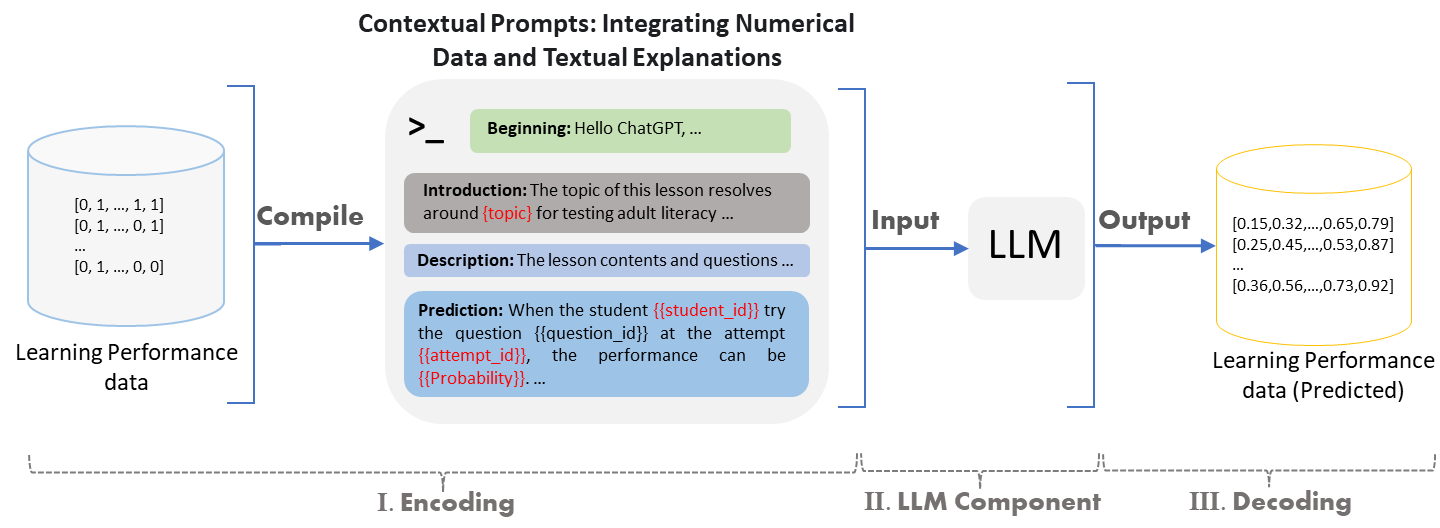 Contextual Prompts: Integrating Numerical
Data and Textual Explanations
[0, 1, ..., 1, 1]
[0, 1, ..., 0, 1]
...
[0, 1, ..., 0, 0]
Learning Performance
data
Compile
>_
Beginning: Hello ChatGPT, ...
Introduction: The topic of this lesson resolves
around {topic} for testing adult literacy ...
Description: The lesson contents and questions ...
Prediction: When the student {{student_id}} try
the question {{question_id}} at the attempt
{{attempt_id}}, the performance can be
{{Probability}}. ...
Input
LLM
Output
[0.15,0.32,...,0.65,0.79]
[0.25,0.45,...,0.53,0.87]
...
[0.36,0.56,...,0.73,0.92]
Learning Performance
data (Predicted)
I. Encoding
II. LLM Component
III. Decoding